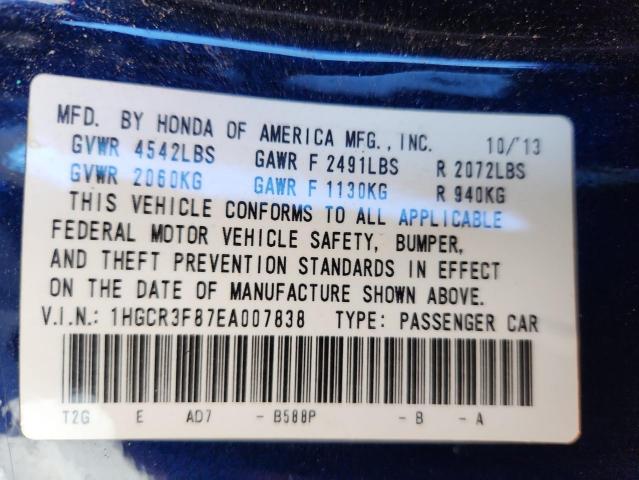 MFD. BY HONDA OF AMERICA MFG., INC. 10/'13
GVWR 4542LBS GAWR F 2491LBS R 2072LBS
GVWR 2060KG GAWR F 1130KG R 940KG
THIS VEHICLE CONFORMS TO ALL APPLICABLE
FEDERAL MOTOR VEHICLE SAFETY, BUMPER,
AND THEFT PREVENTION STANDARDS IN EFFECT
ON THE DATE OF MANUFACTURE SHOWN ABOVE.
V.I.N.: 1HGCR3F87EA007838 TYPE: PASSENGER CAR
T2G E AD7 - B588P - B - A